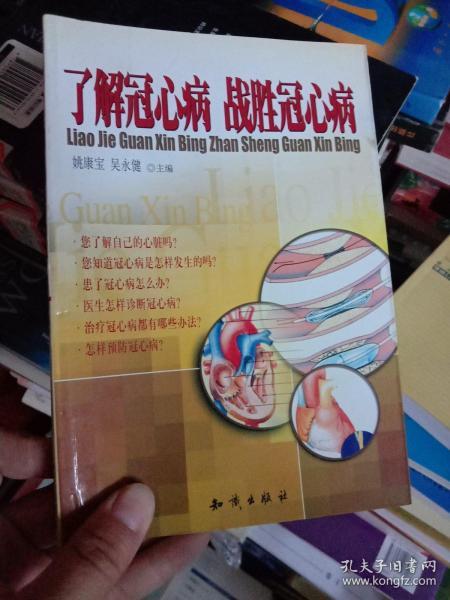 了解冠心病 战胜冠心病
Liao Jie Guan Xin Bing Zhan Sheng Guan Xin Bing
姚康宝 吴永健 ◎主编
Liao Jie
Guan Xin Bing
·您了解自己的心脏吗?
·您知道冠心病是怎样发生的吗?
·患了冠心病怎么办?
·医生怎样诊断冠心病?
·治疗冠心病都有哪些办法?
·怎样预防冠心病?
知识出版社
孔夫子旧书网
www.kongfz.com